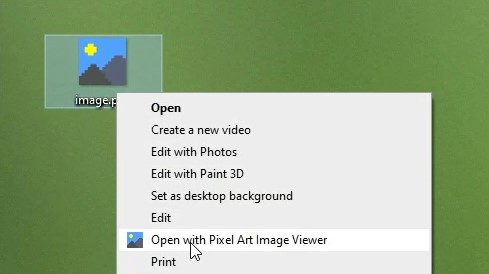 image.p
Open
Create a new video
Edit with Photos
Edit with Paint 3D
Set as desktop background
Edit
Open with Pixel Art Image Viewer
Print